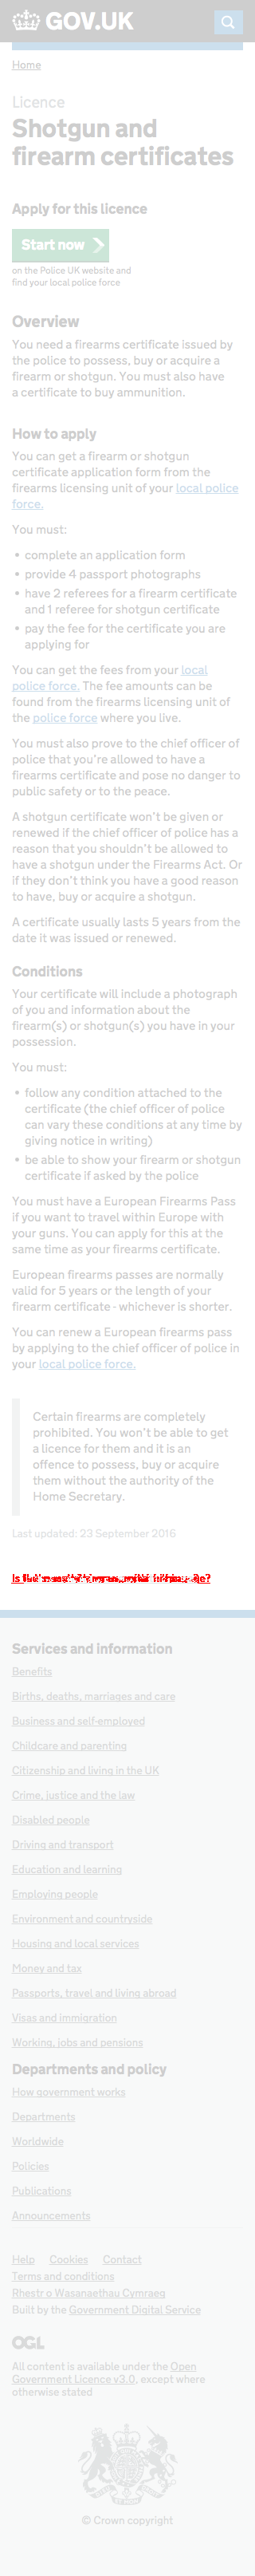 GOV.UK
Home
Licence
Shotgun and
firearm certificates
Apply for this licence
Start now
on the Police UK website and
find your local police force
Overview
You need a firearms certificate issued by
the police to possess, buy or acquire a
firearm or shotgun. You must also have
a certificate to buy ammunition.
How to apply
You can get a firearm or shotgun
certificate application form from the
firearms licensing unit of your local police
force.
You must:
• complete an application form
• provide 4 passport photographs
• have 2 referees for a firearm certificate
and 1 referee for shotgun certificate
• pay the fee for the certificate you are
applying for
You can get the fees from your local
police force. The fee amounts can be
found from the firearms licensing unit of
the police force where you live.
You must also prove to the chief officer of
police that you're allowed to have a
firearms certificate and pose no danger to
public safety or to the peace.
A shotgun certificate won't be given or
renewed if the chief officer of police has a
reason that you shouldn't be allowed to
have a shotgun under the Firearms Act. Or
if they don't think you have a good reason
to have, buy or acquire a shotgun.
A certificate usually lasts 5 years from the
date it was issued or renewed.
Conditions
Your certificate will include a photograph
of you and information about the
firearm(s) or shotgun(s) you have in your
possession.
You must:
• follow any condition attached to the
certificate (the chief officer of police
can vary these conditions at any time by
giving notice in writing)
• be able to show your firearm or shotgun
certificate if asked by the police
You must have a European Firearms Pass
if you want to travel within Europe with
your guns. You can apply for this at the
same time as your firearms certificate.
European firearms passes are normally
valid for 5 years or the length of your
firearm certificate - whichever is shorter.
You can renew a European firearms pass
by applying to the chief officer of police in
your local police force.
Certain firearms are completely
prohibited. You won't be able to get
a licence for them and it is an
offence to possess, buy or acquire
them without the authority of the
Home Secretary.
Last updated: 23 September 2016
Is
Services and information
Benefits
Births, deaths, marriages and care
Business and self-employed
Childcare and parenting
Citizenship and living in the UK
Crime, justice and the law
Disabled people
Driving and transport
Education and learning
Employing people
Environment and countryside
Housing and local services
Money and tax
Passports, travel and living abroad
Visas and immigration
Working, jobs and pensions
Departments and policy
How government works
Departments
Worldwide
Policies
Publications
Announcements
Help Cookies Contact
Terms and conditions
Rhestr o Wasanaethau Cymraeg
Built by the Government Digital Service
OGL
All content is available under the Open
Government Licence v3.0, except where
otherwise stated
© Crown copyright